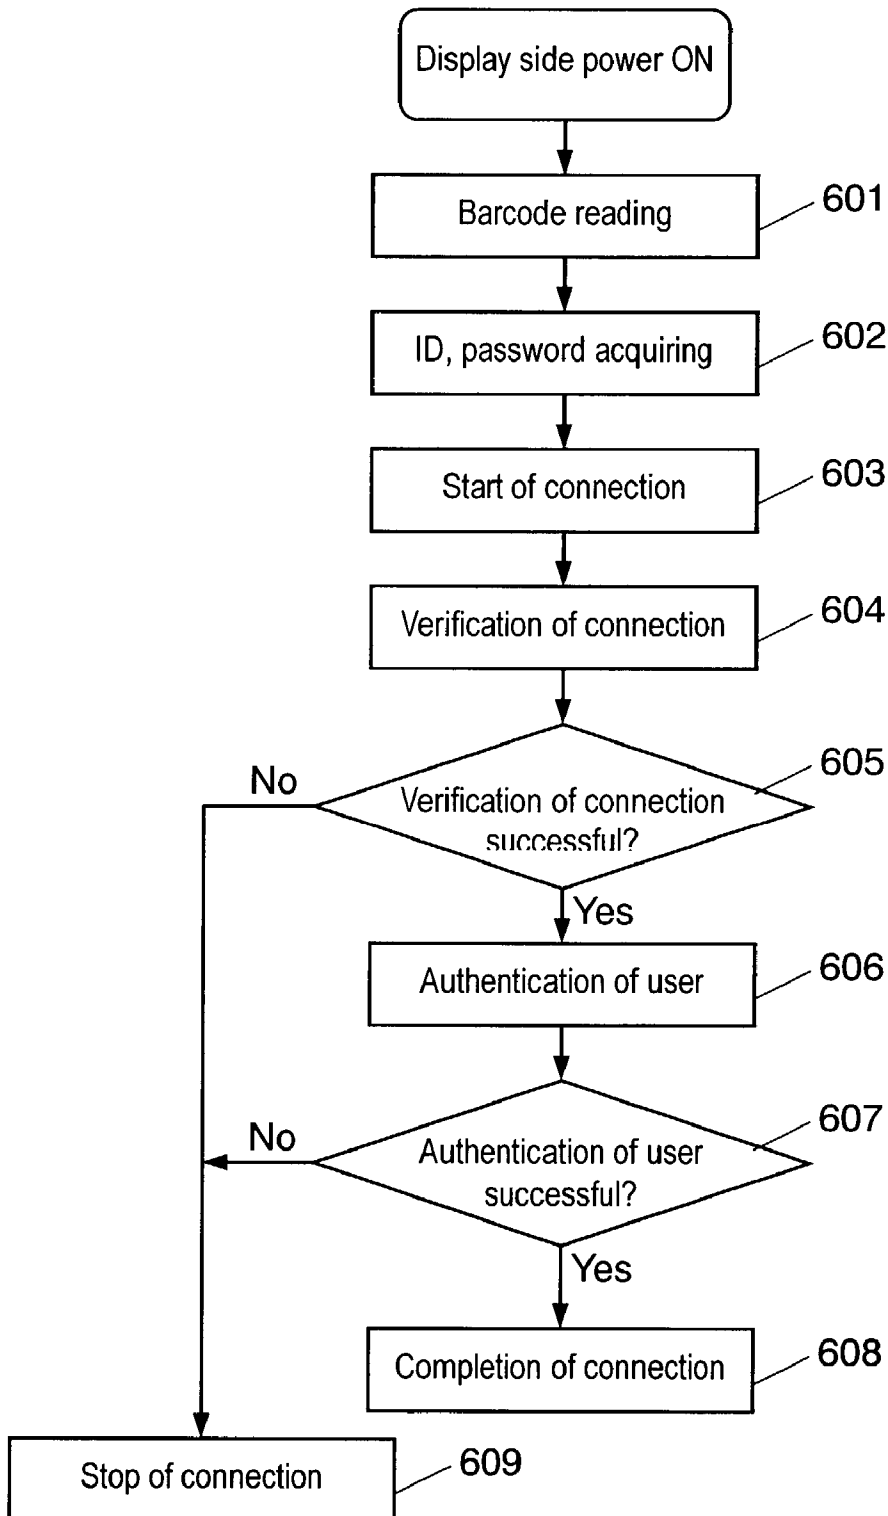 Display side power ON
Barcode reading
601
ID, password acquiring
602
Start of connection
603
Verification of connection
604
605
No
Verification of connection
successful?
Yes
Authentication of user
606
607
No
Authentication of user
successful?
Yes
Completion of connection
608
Stop of connection
609